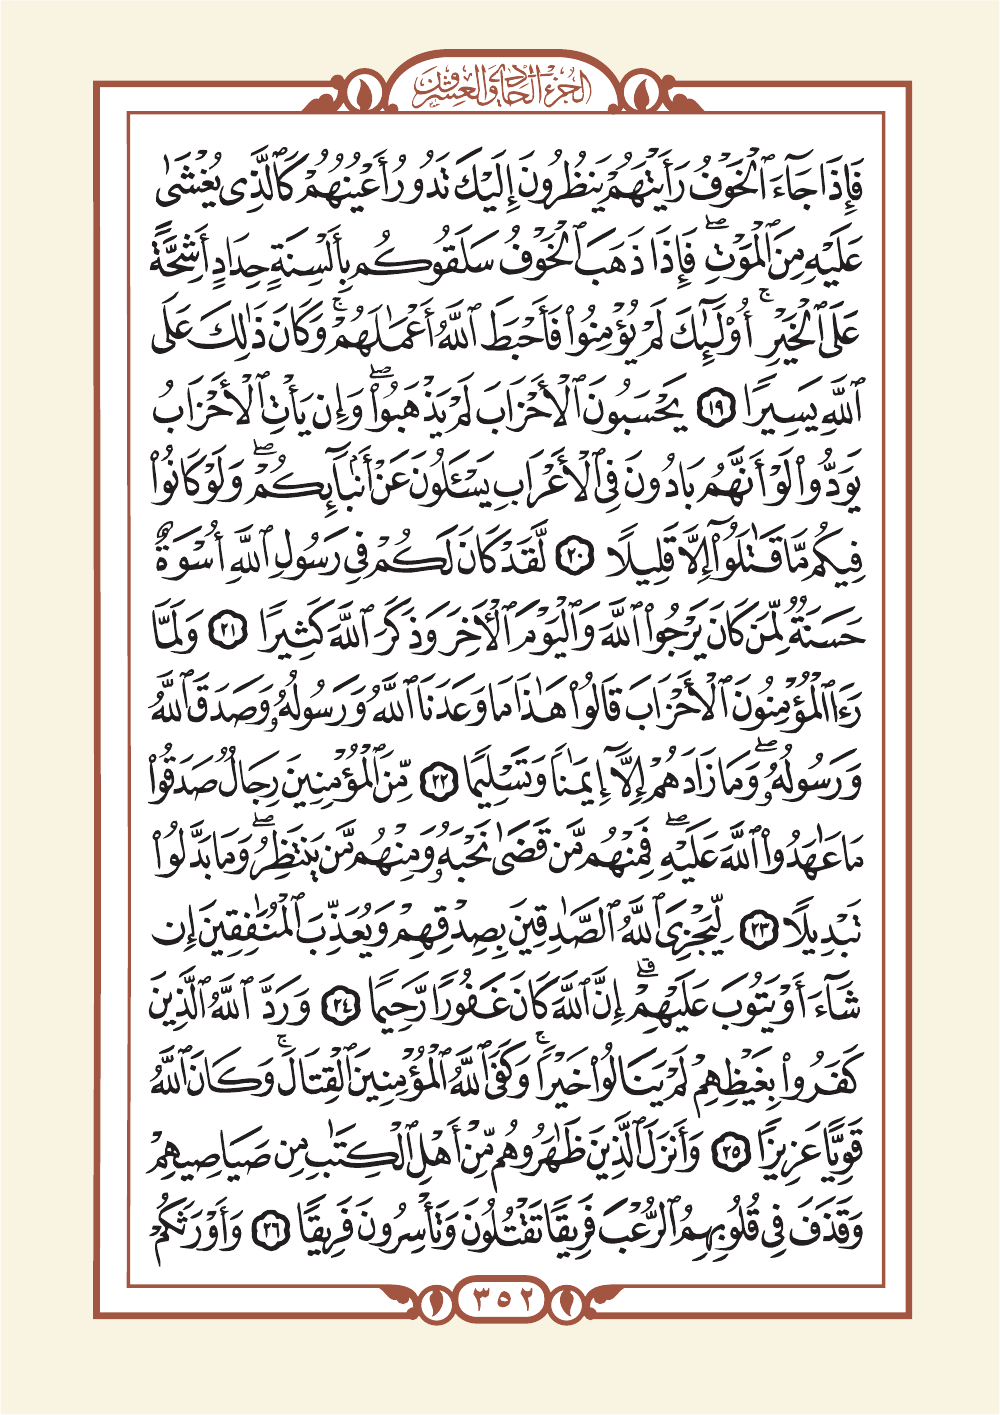 الجزء الحادي والعشرون
فَإِذَا جَآءَ ٱلْخَوْفُ رَأَيْتَهُمْ يَنظُرُونَ إِلَيْكَ تَدُورُ أَعْيُنُهُمْ كَٱلَّذِى يُغْشَىٰ
عَلَيْهِ مِنَ ٱلْمَوْتِ ۖ فَإِذَا ذَهَبَ ٱلْخَوْفُ سَلَقُوكُم بِأَلْسِنَةٍ حِدَادٍ أَشِحَّةً
عَلَى ٱلْخَيْرِ ۚ أُو۟لَـٰٓئِكَ لَمْ يُؤْمِنُوا۟ فَأَحْبَطَ ٱللَّهُ أَعْمَـٰلَهُمْ ۚ وَكَانَ ذَٰلِكَ عَلَى
ٱللَّهِ يَسِيرًا ١٩ يَحْسَبُونَ ٱلْأَحْزَابَ لَمْ يَذْهَبُوا۟ ۖ وَإِن يَأْتِ ٱلْأَحْزَابُ
يَوَدُّوا۟ لَوْ أَنَّهُم بَادُونَ فِى ٱلْأَعْرَابِ يَسْـَٔلُونَ عَنْ أَنۢبَآئِكُمْ ۖ وَلَوْ كَانُوا۟
فِيكُم مَّا قَـٰتَلُوٓا۟ إِلَّا قَلِيلًا ٢٠ لَّقَدْ كَانَ لَكُمْ فِى رَسُولِ ٱللَّهِ أُسْوَةٌ
حَسَنَةٌ لِّمَن كَانَ يَرْجُوا۟ ٱللَّهَ وَٱلْيَوْمَ ٱلْـَٔاخِرَ وَذَكَرَ ٱللَّهَ كَثِيرًا ٢١ وَلَمَّا
رَءَا ٱلْمُؤْمِنُونَ ٱلْأَحْزَابَ قَالُوا۟ هَـٰذَا مَا وَعَدَنَا ٱللَّهُ وَرَسُولُهُۥ وَصَدَقَ ٱللَّهُ
وَرَسُولُهُۥ ۖ وَمَا زَادَهُمْ إِلَّآ إِيمَـٰنًا وَتَسْلِيمًا ٢٢ مِّنَ ٱلْمُؤْمِنِينَ رِجَالٌ صَدَقُوا۟
مَا عَـٰهَدُوا۟ ٱللَّهَ عَلَيْهِ ۖ فَمِنْهُم مَّن قَضَىٰ نَحْبَهُۥ وَمِنْهُم مَّن يَنتَظِرُ ۖ وَمَا بَدَّلُوا۟
تَبْدِيلًا ٢٣ لِّيَجْزِىَ ٱللَّهُ ٱلصَّـٰدِقِينَ بِصِدْقِهِمْ وَيُعَذِّبَ ٱلْمُنَـٰفِقِينَ إِن
شَآءَ أَوْ يَتُوبَ عَلَيْهِمْ ۚ إِنَّ ٱللَّهَ كَانَ غَفُورًا رَّحِيمًا ٢٤ وَرَدَّ ٱللَّهُ ٱلَّذِينَ
كَفَرُوا۟ بِغَيْظِهِمْ لَمْ يَنَالُوا۟ خَيْرًا ۚ وَكَفَى ٱللَّهُ ٱلْمُؤْمِنِينَ ٱلْقِتَالَ ۚ وَكَانَ ٱللَّهُ
قَوِيًّا عَزِيزًا ٢٥ وَأَنزَلَ ٱلَّذِينَ ظَـٰهَرُوهُم مِّنْ أَهْلِ ٱلْكِتَـٰبِ مِن صَيَاصِيهِمْ
وَقَذَفَ فِى قُلُوبِهِمُ ٱلرُّعْبَ فَرِيقًا تَقْتُلُونَ وَتَأْسِرُونَ فَرِيقًا ٢٦ وَأَوْرَثَكُمْ
٣٥٢